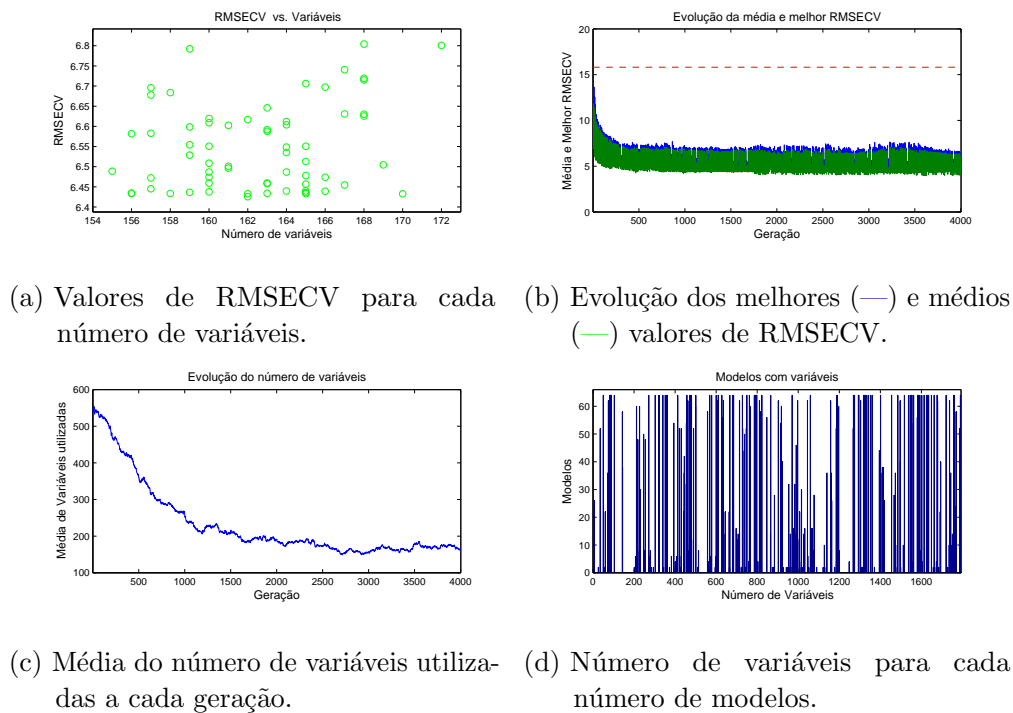 RMSECV vs. Variáveis
6.8
6.75
6.7
6.65
6.6
6.55
6.5
6.45
6.4
RMSECV
154 156 158 160 162 164 166 168 170 172
Número de variáveis
Evolução da média e melhor RMSECV
20
15
10
5
0
Média e Melhor RMSECV
500 1000 1500 2000 2500 3000 3500 4000
Geração
(a) Valores de RMSECV para cada
número de variáveis.
(b) Evolução dos melhores (—) e médios
(—) valores de RMSECV.
Evolução do número de variáveis
600
500
400
300
200
100
Média de Variáveis utilizadas
500 1000 1500 2000 2500 3000 3500 4000
Geração
Modelos com variáveis
60
50
40
30
20
10
0
Modelos
0 200 400 600 800 1000 1200 1400 1600
Número de Variáveis
(c) Média do número de variáveis utiliza-
das a cada geração.
(d) Número de variáveis para cada
número de modelos.